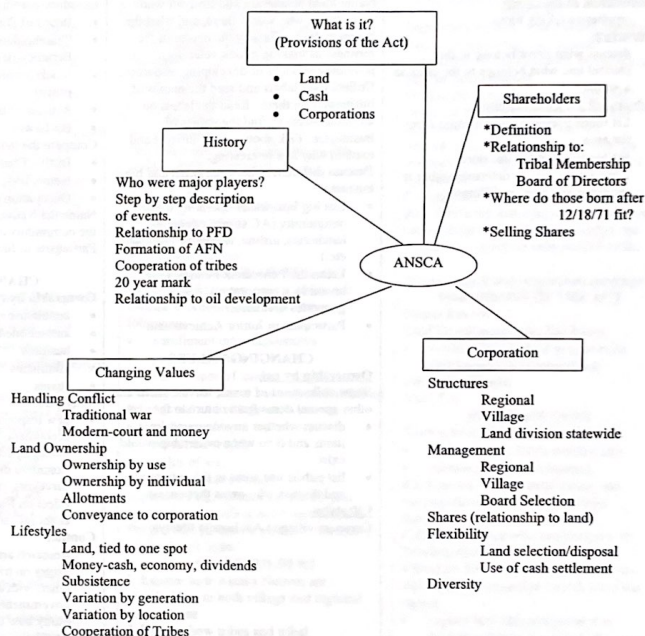 What is it?
(Provisions of the Act)
• Land
• Cash
• Corporations
Shareholders
*Definition
*Relationship to:
Tribal Membership
Board of Directors
*Where do those born after
12/18/71 fit?
*Selling Shares
History
Who were major players?
Step by step description
of events.
Relationship to PFD
Formation of AFN
Cooperation of tribes
20 year mark
Relationship to oil development
ANSCA
Changing Values
Handling Conflict
Traditional war
Modern-court and money
Land Ownership
Ownership by use
Ownership by individual
Allotments
Conveyance to corporation
Lifestyles
Land, tied to one spot
Money-cash, economy, dividends
Subsistence
Variation by generation
Variation by location
Cooperation of Tribes
Corporation
Structures
Regional
Village
Land division statewide
Management
Regional
Village
Board Selection
Shares (relationship to land)
Flexibility
Land selection/disposal
Use of cash settlement
Diversity